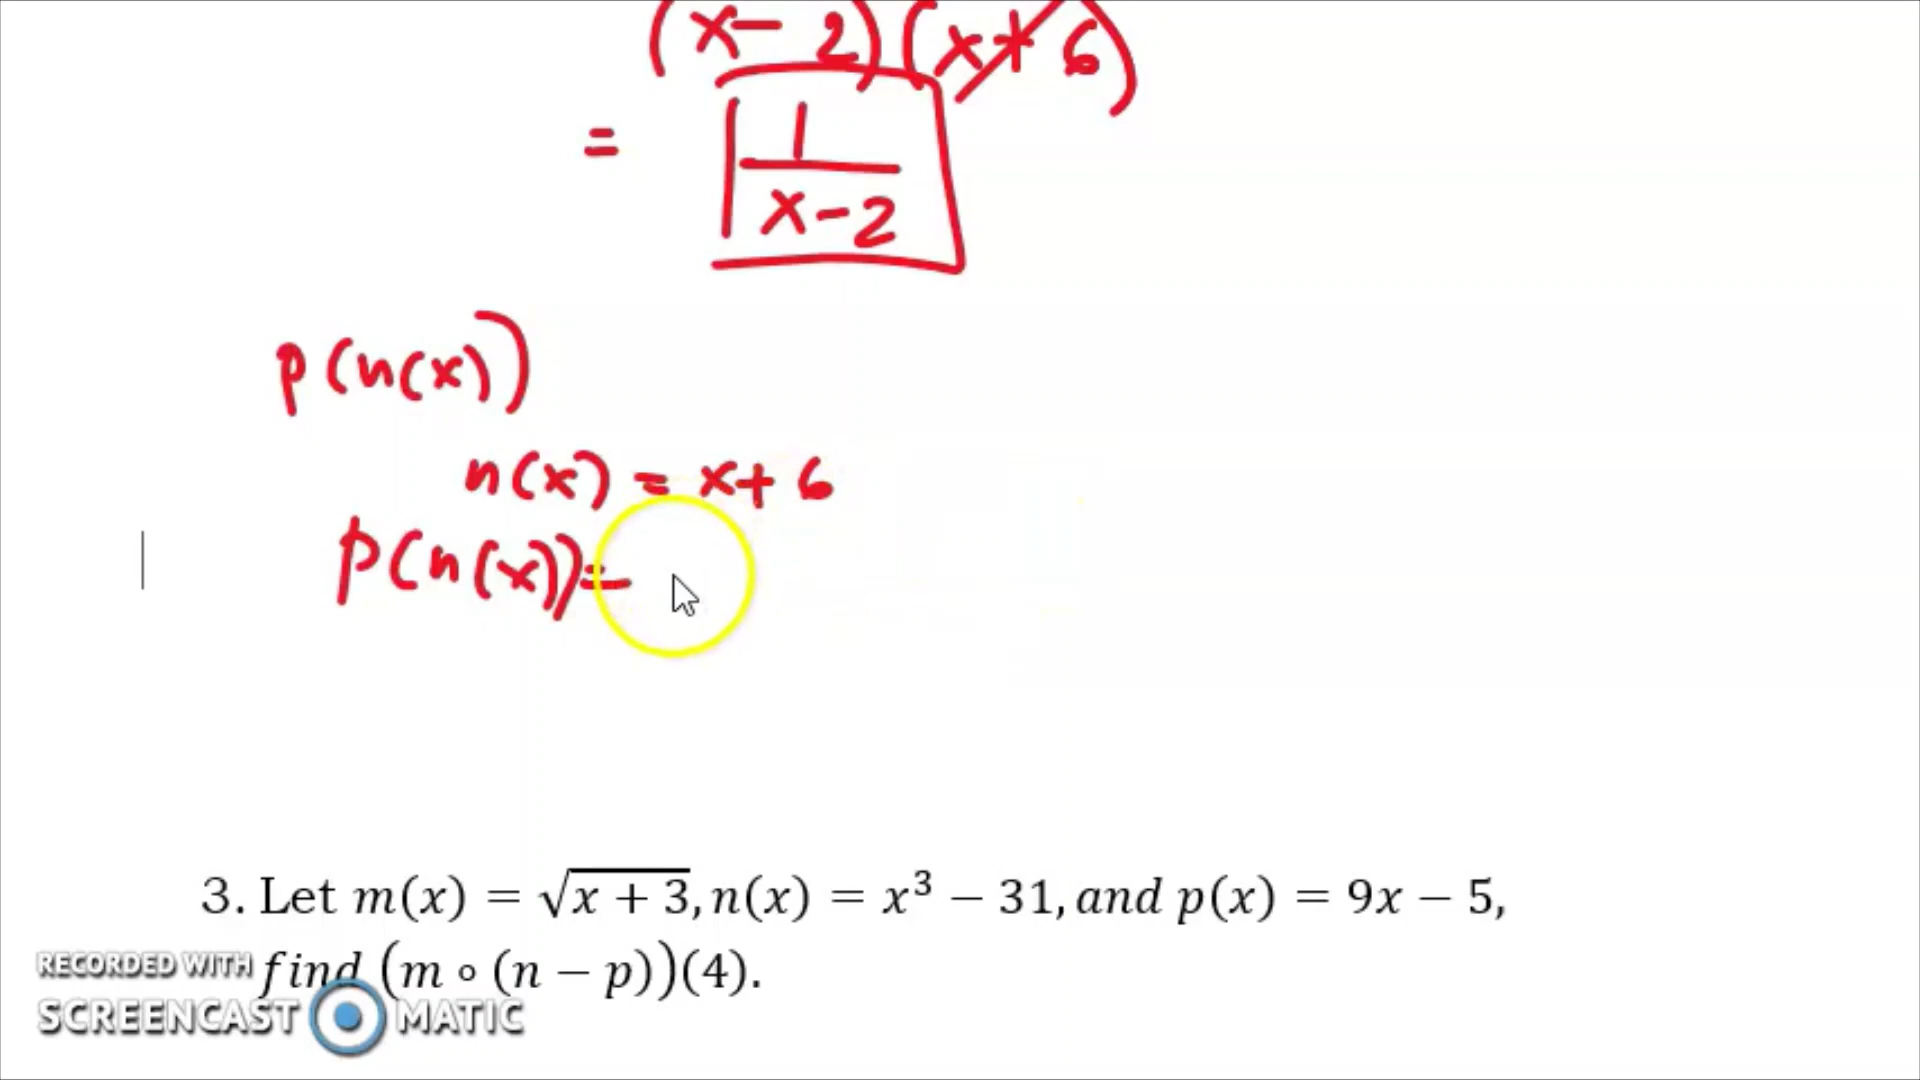 (x-2)(x+6)
= 1
x-2
p(n(x))
n(x) = x+6
p(n(x))=
3. Let m(x) = √x + 3, n(x) = x³ − 31, and p(x) = 9x − 5,
find (m ∘ (n − p))(4).
RECORDED WITH
SCREENCAST MATIC